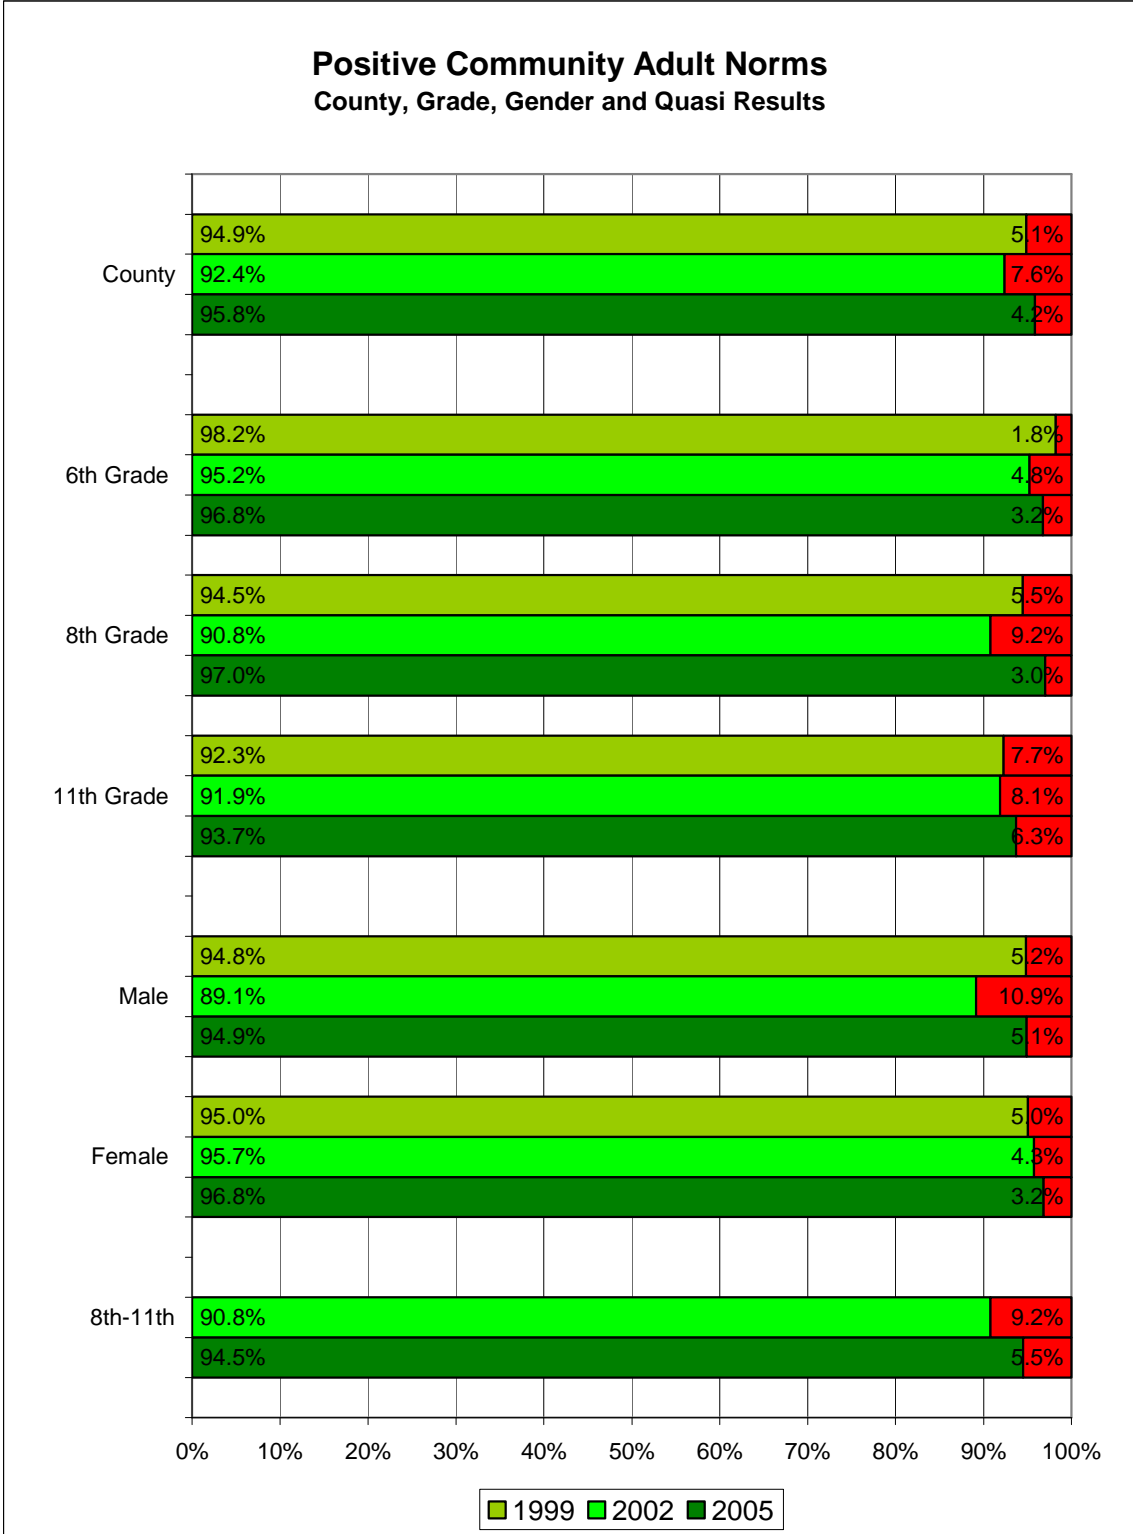 Positive Community Adult Norms
County, Grade, Gender and Quasi Results
94.9% 5.1%
County 92.4% 7.6%
95.8% 4.2%
98.2% 1.8%
6th Grade 95.2% 4.8%
96.8% 3.2%
94.5% 5.5%
8th Grade 90.8% 9.2%
97.0% 3.0%
92.3% 7.7%
11th Grade 91.9% 8.1%
93.7% 6.3%
94.8% 5.2%
Male 89.1% 10.9%
94.9% 5.1%
95.0% 5.0%
Female 95.7% 4.3%
96.8% 3.2%
8th-11th 90.8% 9.2%
94.5% 5.5%
0% 10% 20% 30% 40% 50% 60% 70% 80% 90% 100%
1999 2002 2005